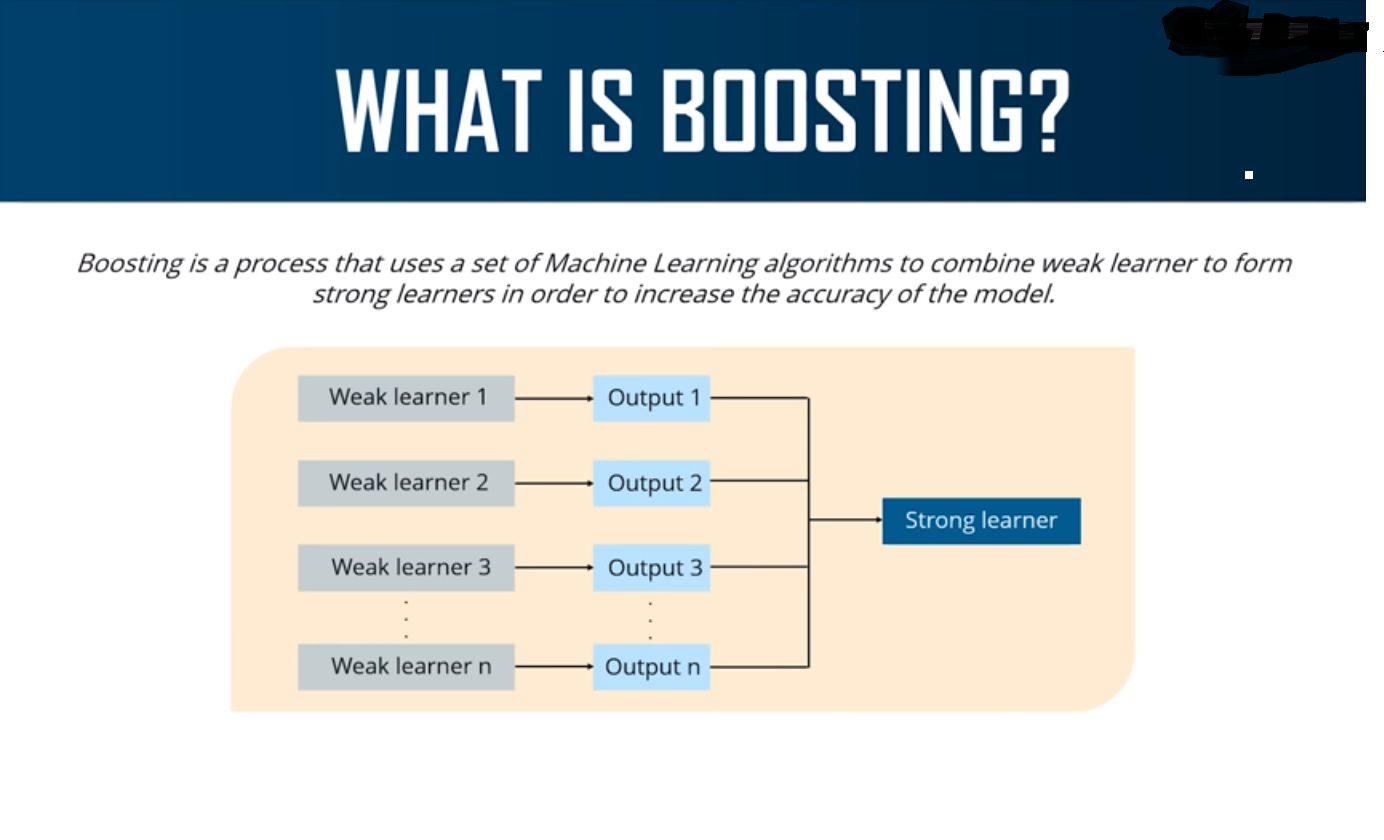 WHAT IS BOOSTING?
Boosting is a process that uses a set of Machine Learning algorithms to combine weak learner to form
strong learners in order to increase the accuracy of the model.
Weak learner 1
Output 1
Weak learner 2
Output 2
Strong learner
Weak learner 3
Output 3
Weak learner n
Output n